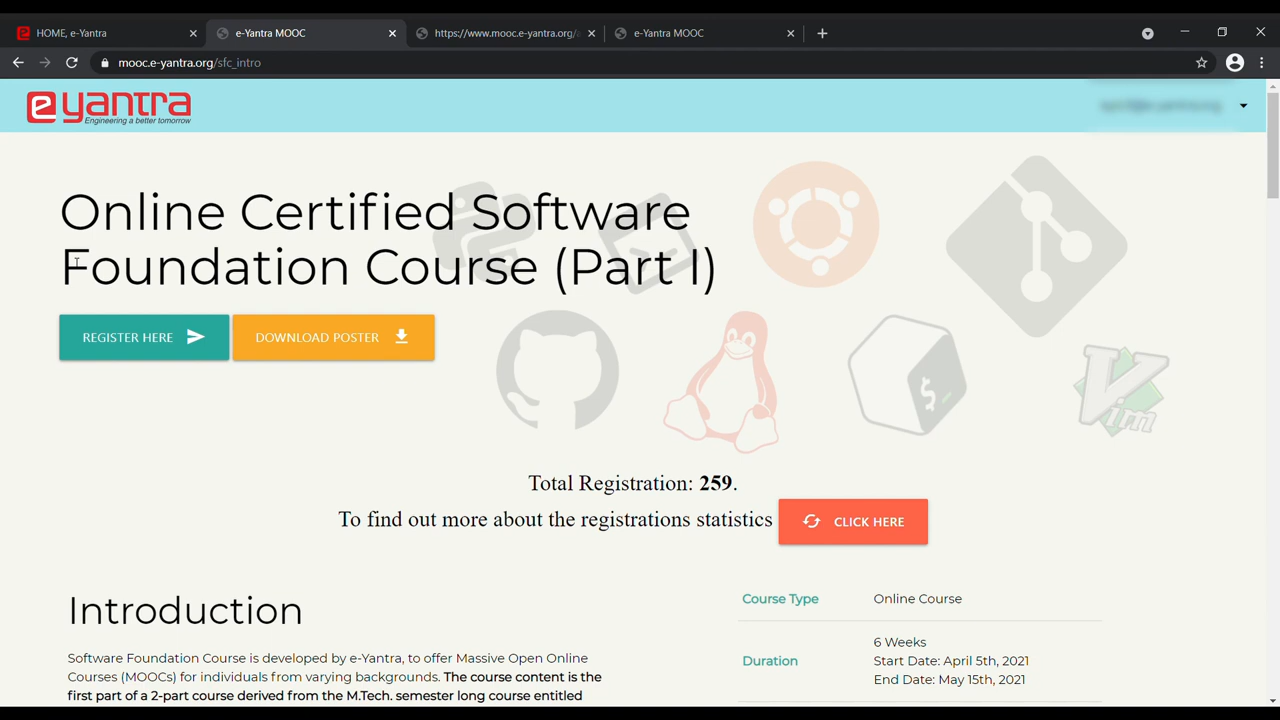 HOME, e-Yantra
e-Yantra MOOC
https://www.mooc.e-yantra.org/
e-Yantra MOOC
mooc.e-yantra.org/sfc_intro
e yantra
Engineering a better tomorrow
Online Certified Software
Foundation Course (Part I)
REGISTER HERE
DOWNLOAD POSTER
Vim
Total Registration: 259.
To find out more about the registrations statistics
CLICK HERE
Introduction
Course Type
Online Course
Software Foundation Course is developed by e-Yantra, to offer Massive Open Online
Courses (MOOCs) for individuals from varying backgrounds. The course content is the
first part of a 2-part course derived from the M.Tech. semester long course entitled
Duration
6 Weeks
Start Date: April 5th, 2021
End Date: May 15th, 2021